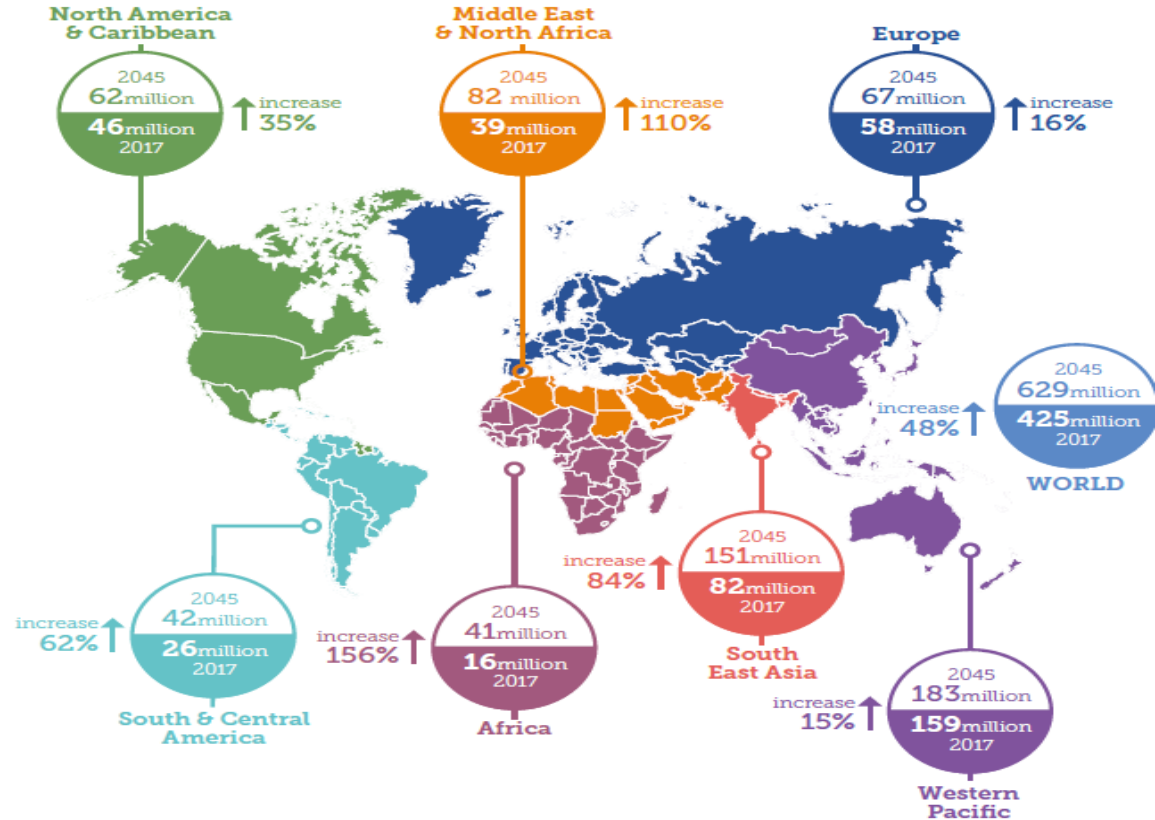 North America
& Caribbean
2045
62million
46million
2017
increase
35%
Middle East
& North Africa
2045
82 million
39million
2017
increase
110%
Europe
2045
67million
58million
2017
increase
16%
2045
629million
425million
2017
increase
48%
WORLD
2045
42million
26million
2017
increase
62%
South & Central
America
2045
41million
16million
2017
increase
156%
Africa
2045
151million
82million
2017
increase
84%
South
East Asia
2045
183million
159million
2017
increase
15%
Western
Pacific